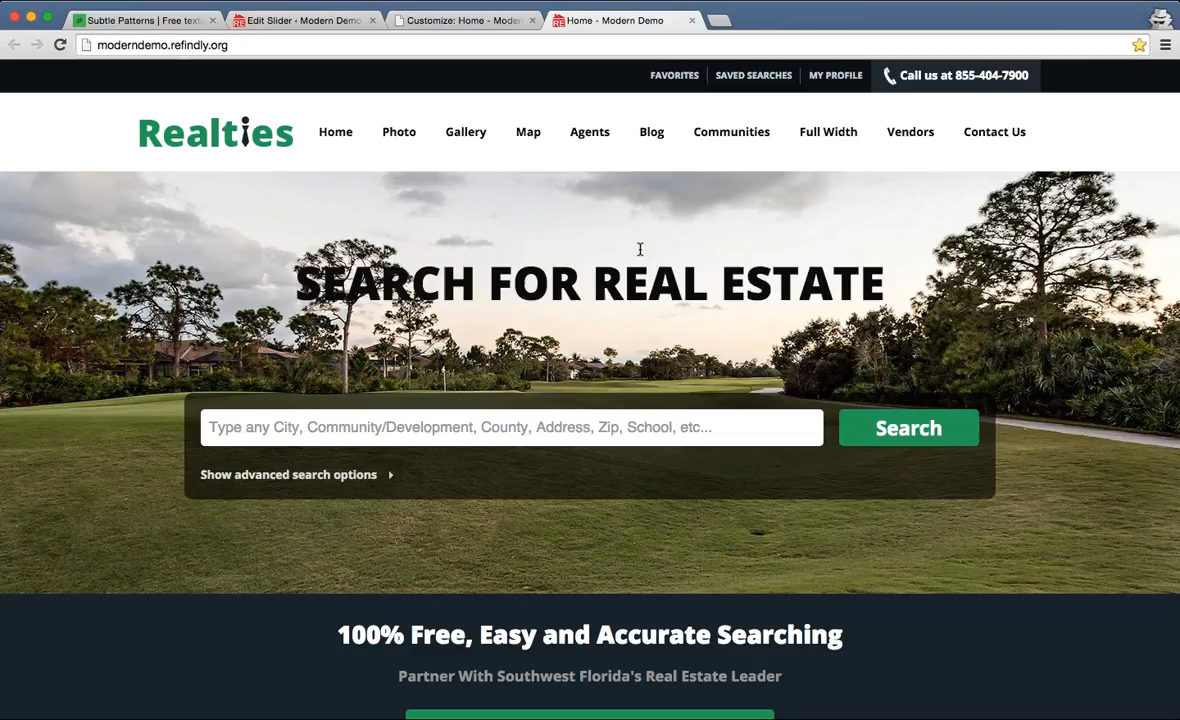 Subtle Patterns | Free text
Edit Slider ‹ Modern Demo
Customize: Home - Moder
Home - Modern Demo
moderndemo.refindly.org
FAVORITES
SAVED SEARCHES
MY PROFILE
Call us at 855-404-7900
Realties
Home
Photo
Gallery
Map
Agents
Blog
Communities
Full Width
Vendors
Contact Us
SEARCH FOR REAL ESTATE
Type any City, Community/Development, County, Address, Zip, School, etc...
Search
Show advanced search options
100% Free, Easy and Accurate Searching
Partner With Southwest Florida's Real Estate Leader